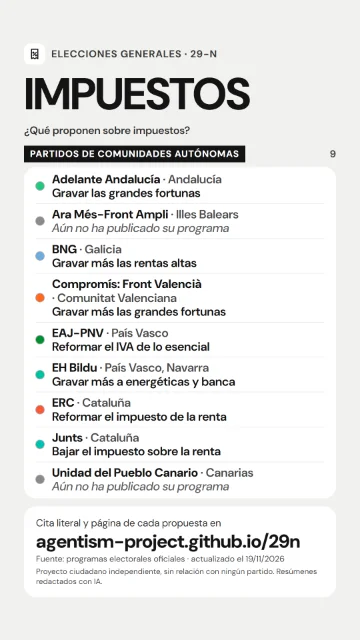 ELECCIONES GENERALES · 29-N
IMPUESTOS
¿Qué proponen sobre impuestos?
PARTIDOS DE COMUNIDADES AUTÓNOMAS 9
Adelante Andalucía · Andalucía
Gravar las grandes fortunas
Ara Més-Front Ampli · Illes Balears
Aún no ha publicado su programa
BNG · Galicia
Gravar más las rentas altas
Compromís: Front Valencià
· Comunitat Valenciana
Gravar más las grandes fortunas
EAJ-PNV · País Vasco
Reformar el IVA de lo esencial
EH Bildu · País Vasco, Navarra
Gravar más a energéticas y banca
ERC · Cataluña
Reformar el impuesto de la renta
Junts · Cataluña
Bajar el impuesto sobre la renta
Unidad del Pueblo Canario · Canarias
Aún no ha publicado su programa
Cita literal y página de cada propuesta en
agentism-project.github.io/29n
Fuente: programas electorales oficiales · actualizado el 19/11/2026
Proyecto ciudadano independiente, sin relación con ningún partido. Resúmenes
redactados con IA.